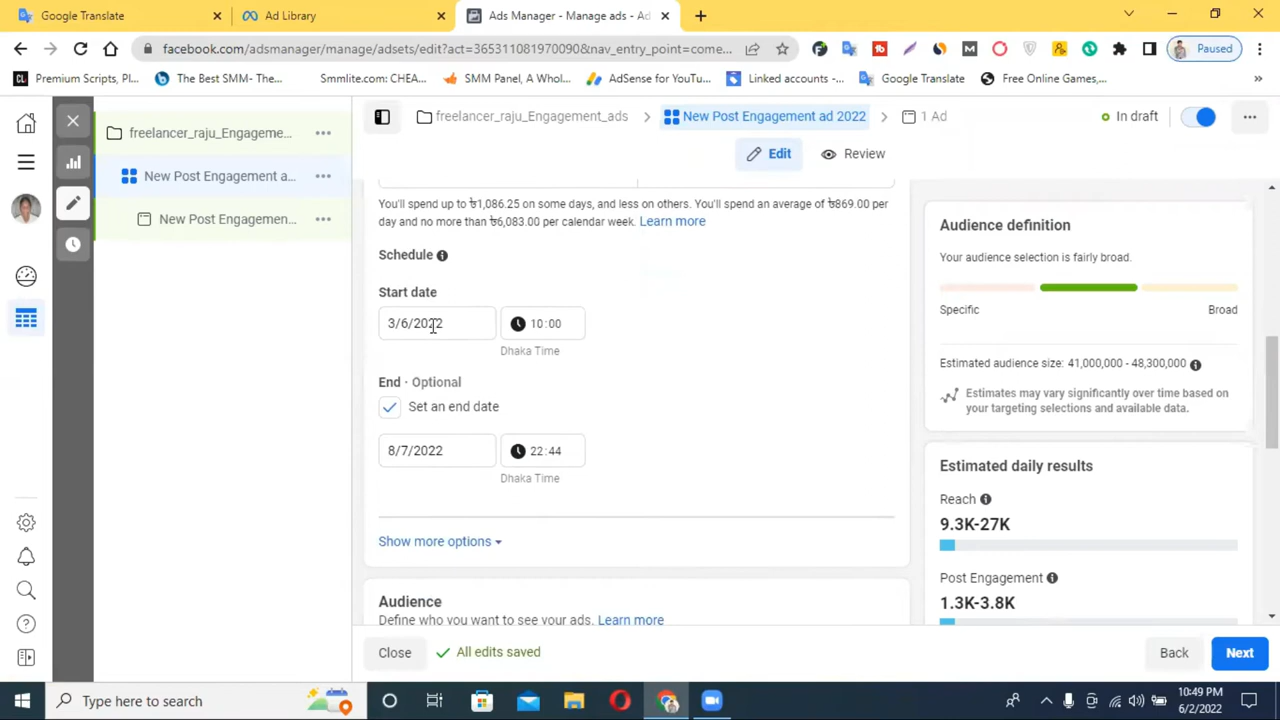 Google Translate
Ad Library
Ads Manager - Manage ads - Ad
facebook.com/adsmanager/manage/adsets/edit?act=365311081970090&nav_entry_point=come...
Paused
Premium Scripts, Pl...
The Best SMM- The...
Smmlite.com: CHEA...
SMM Panel, A Whol...
AdSense for YouTu...
Linked accounts -...
Google Translate
Free Online Games,...
freelancer_raju_Engageme...
New Post Engagement a...
New Post Engagemen...
freelancer_raju_Engagement_ads
New Post Engagement ad 2022
1 Ad
In draft
Edit
Review
You'll spend up to ৳1,086.25 on some days, and less on others. You'll spend an average of ৳869.00 per
day and no more than ৳6,083.00 per calendar week. Learn more
Schedule
Start date
3/6/2022
10:00
Dhaka Time
End · Optional
Set an end date
8/7/2022
22:44
Dhaka Time
Show more options
Audience
Define who you want to see your ads. Learn more
Audience definition
Your audience selection is fairly broad.
Specific
Broad
Estimated audience size: 41,000,000 - 48,300,000
Estimates may vary significantly over time based on
your targeting selections and available data.
Estimated daily results
Reach
9.3K-27K
Post Engagement
1.3K-3.8K
Close
All edits saved
Back
Next
Type here to search
10:49 PM
6/2/2022